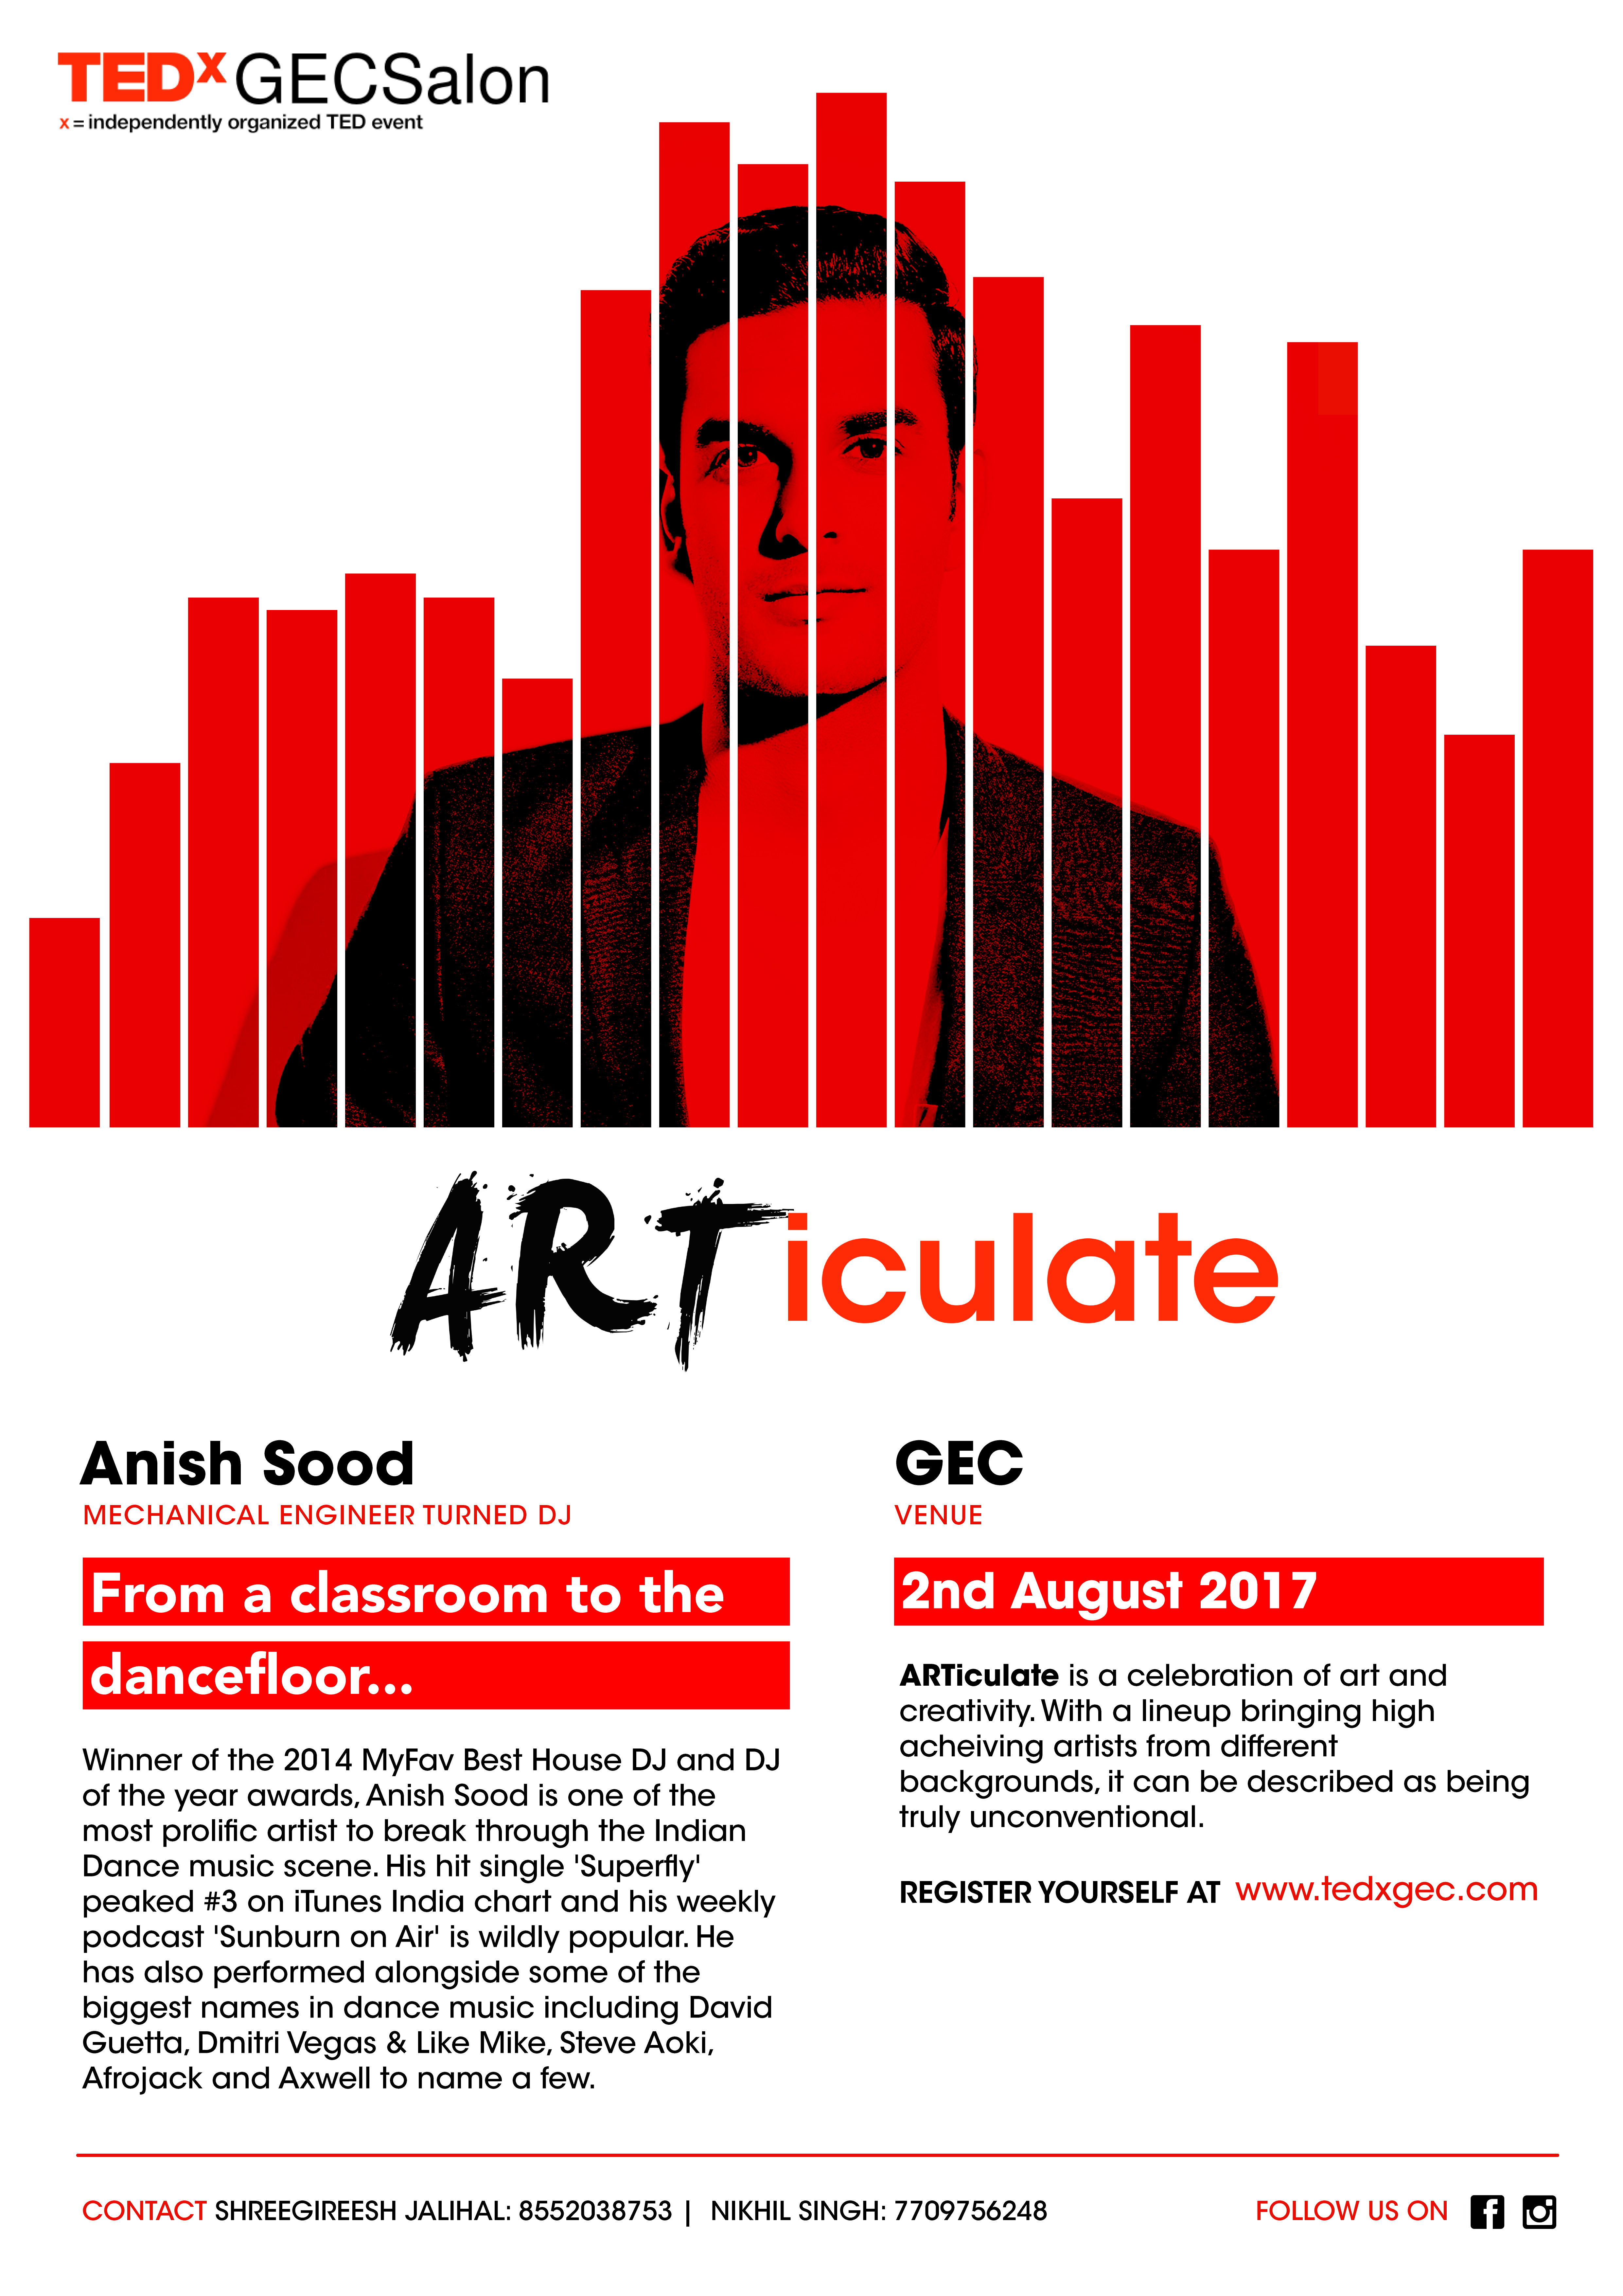 TEDx GECSalon
x = independently organized TED event
ARTiculate
Anish Sood
MECHANICAL ENGINEER TURNED DJ
From a classroom to the
dancefloor...
Winner of the 2014 MyFav Best House DJ and DJ
of the year awards, Anish Sood is one of the
most prolific artist to break through the Indian
Dance music scene. His hit single 'Superfly'
peaked #3 on iTunes India chart and his weekly
podcast 'Sunburn on Air' is wildly popular. He
has also performed alongside some of the
biggest names in dance music including David
Guetta, Dmitri Vegas & Like Mike, Steve Aoki,
Afrojack and Axwell to name a few.
GEC
VENUE
2nd August 2017
ARTiculate is a celebration of art and
creativity. With a lineup bringing high
acheiving artists from different
backgrounds, it can be described as being
truly unconventional.
REGISTER YOURSELF AT www.tedxgec.com
CONTACT SHREEGIREESH JALIHAL: 8552038753 | NIKHIL SINGH: 7709756248
FOLLOW US ON